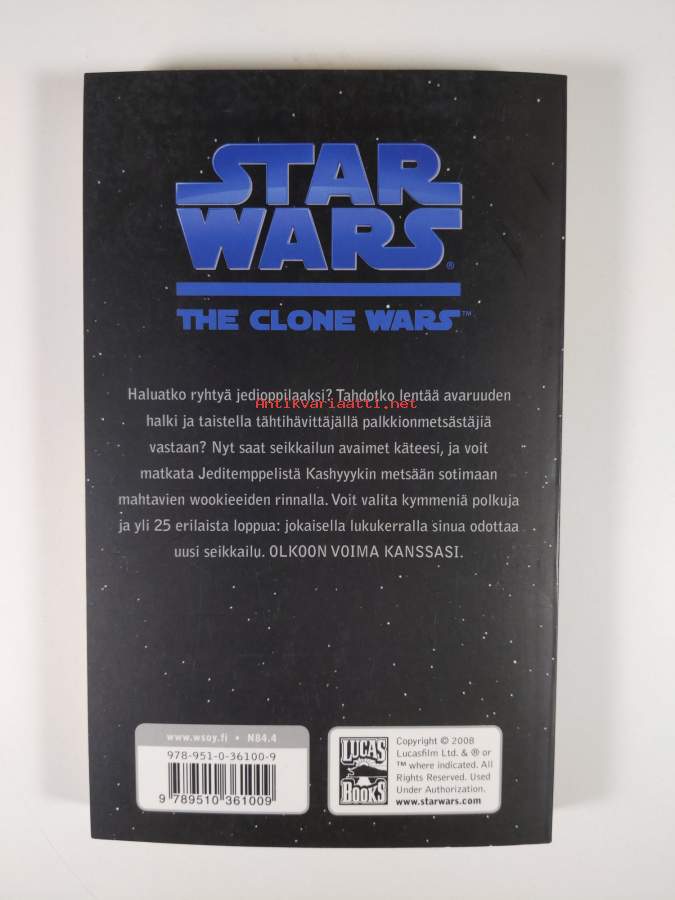 STAR
WARS®
THE CLONE WARS™
Haluatko ryhtyä jedioppilaaksi? Tahdotko lentää avaruuden
Antikvariaatti.net
halki ja taistella tähtihävittäjällä palkkionmetsästäjiä
vastaan? Nyt saat seikkailun avaimet käteesi, ja voit
matkata Jeditemppelistä Kashyyykin metsään sotimaan
mahtavien wookieeiden rinnalla. Voit valita kymmeniä polkuja
ja yli 25 erilaista loppua: jokaisella lukukerralla sinua odottaa
uusi seikkailu. OLKOON VOIMA KANSSASI.
www.wsoy.fi • N84.4
978-951-0-36100-9
9 789510 361009
LUCAS
BOOKS
Copyright © 2008
Lucasfilm Ltd. & ® or
™ where indicated. All
Rights Reserved. Used
Under Authorization.
www.starwars.com